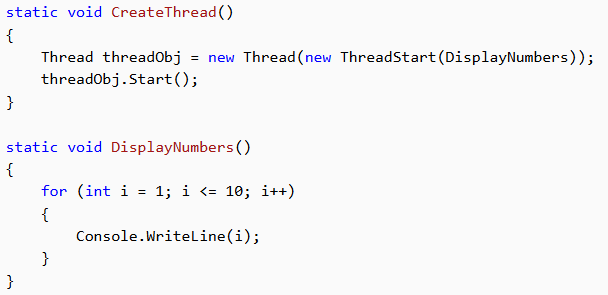 static void CreateThread()
{
    Thread threadObj = new Thread(new ThreadStart(DisplayNumbers));
    threadObj.Start();
}

static void DisplayNumbers()
{
    for (int i = 1; i <= 10; i++)
    {
        Console.WriteLine(i);
    }
}